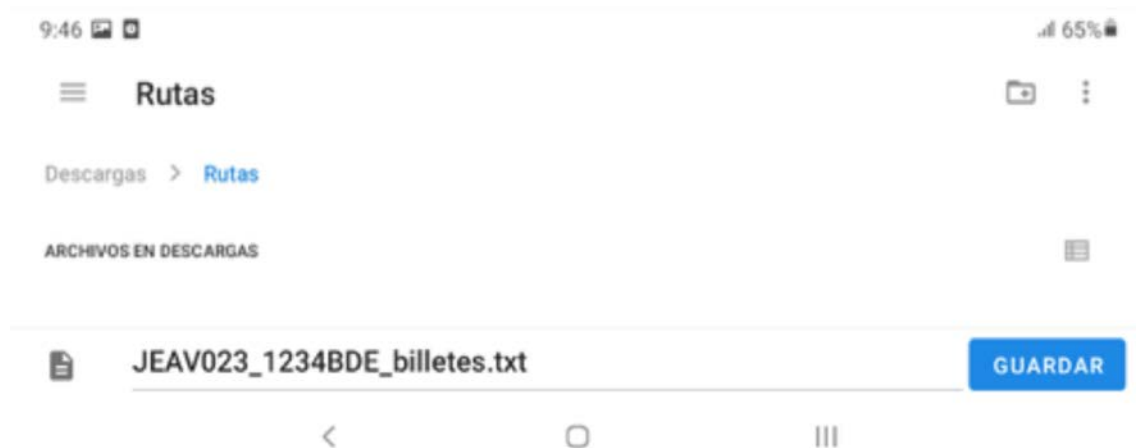 9:46 65%
Rutas
Descargas > Rutas
ARCHIVOS EN DESCARGAS
JEAV023_1234BDE_billetes.txt GUARDAR